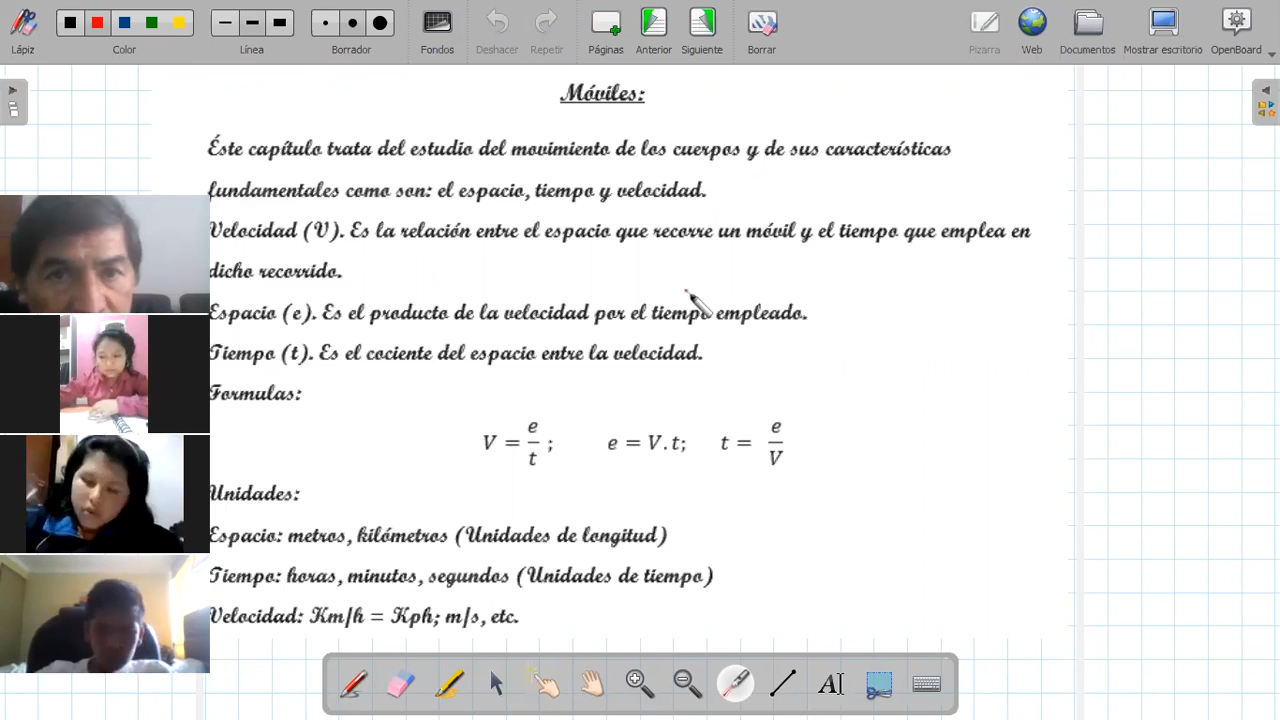 Lápiz
Color
Línea
Borrador
Fondos
Deshacer
Repetir
Páginas
Anterior
Siguiente
Borrar
Pizarra
Web
Documentos
Mostrar escritorio
OpenBoard
Móviles:
Éste capítulo trata del estudio del movimiento de los cuerpos y de sus características
fundamentales como son: el espacio, tiempo y velocidad.
Velocidad (V). Es la relación entre el espacio que recorre un móvil y el tiempo que emplea en
dicho recorrido.
Espacio (e). Es el producto de la velocidad por el tiempo empleado.
Tiempo (t). Es el cociente del espacio entre la velocidad.
Formulas:
V = e/t ; e = V.t; t = e/V
Unidades:
Espacio: metros, kilómetros (Unidades de longitud)
Tiempo: horas, minutos, segundos (Unidades de tiempo)
Velocidad: Km/h = Kph; m/s, etc.
AI